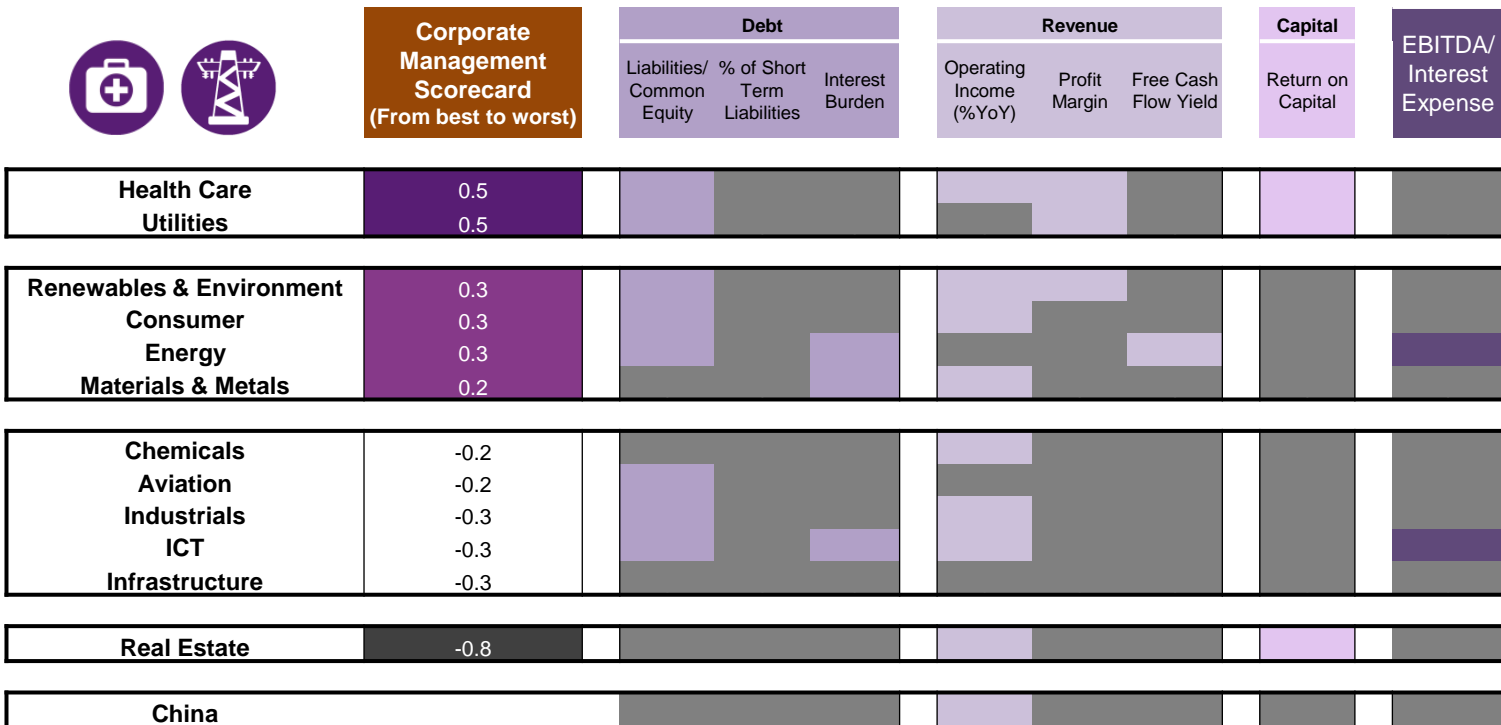 Corporate
Management
Scorecard
(From best to worst)
Debt
Liabilities/
Common
Equity
% of Short
Term
Liabilities
Interest
Burden
Revenue
Operating
Income
(%YoY)
Profit
Margin
Free Cash
Flow Yield
Capital
Return on
Capital
EBITDA/
Interest
Expense
Health Care 0.5
Utilities 0.5
Renewables & Environment 0.3
Consumer 0.3
Energy 0.3
Materials & Metals 0.2
Chemicals -0.2
Aviation -0.2
Industrials -0.3
ICT -0.3
Infrastructure -0.3
Real Estate -0.8
China